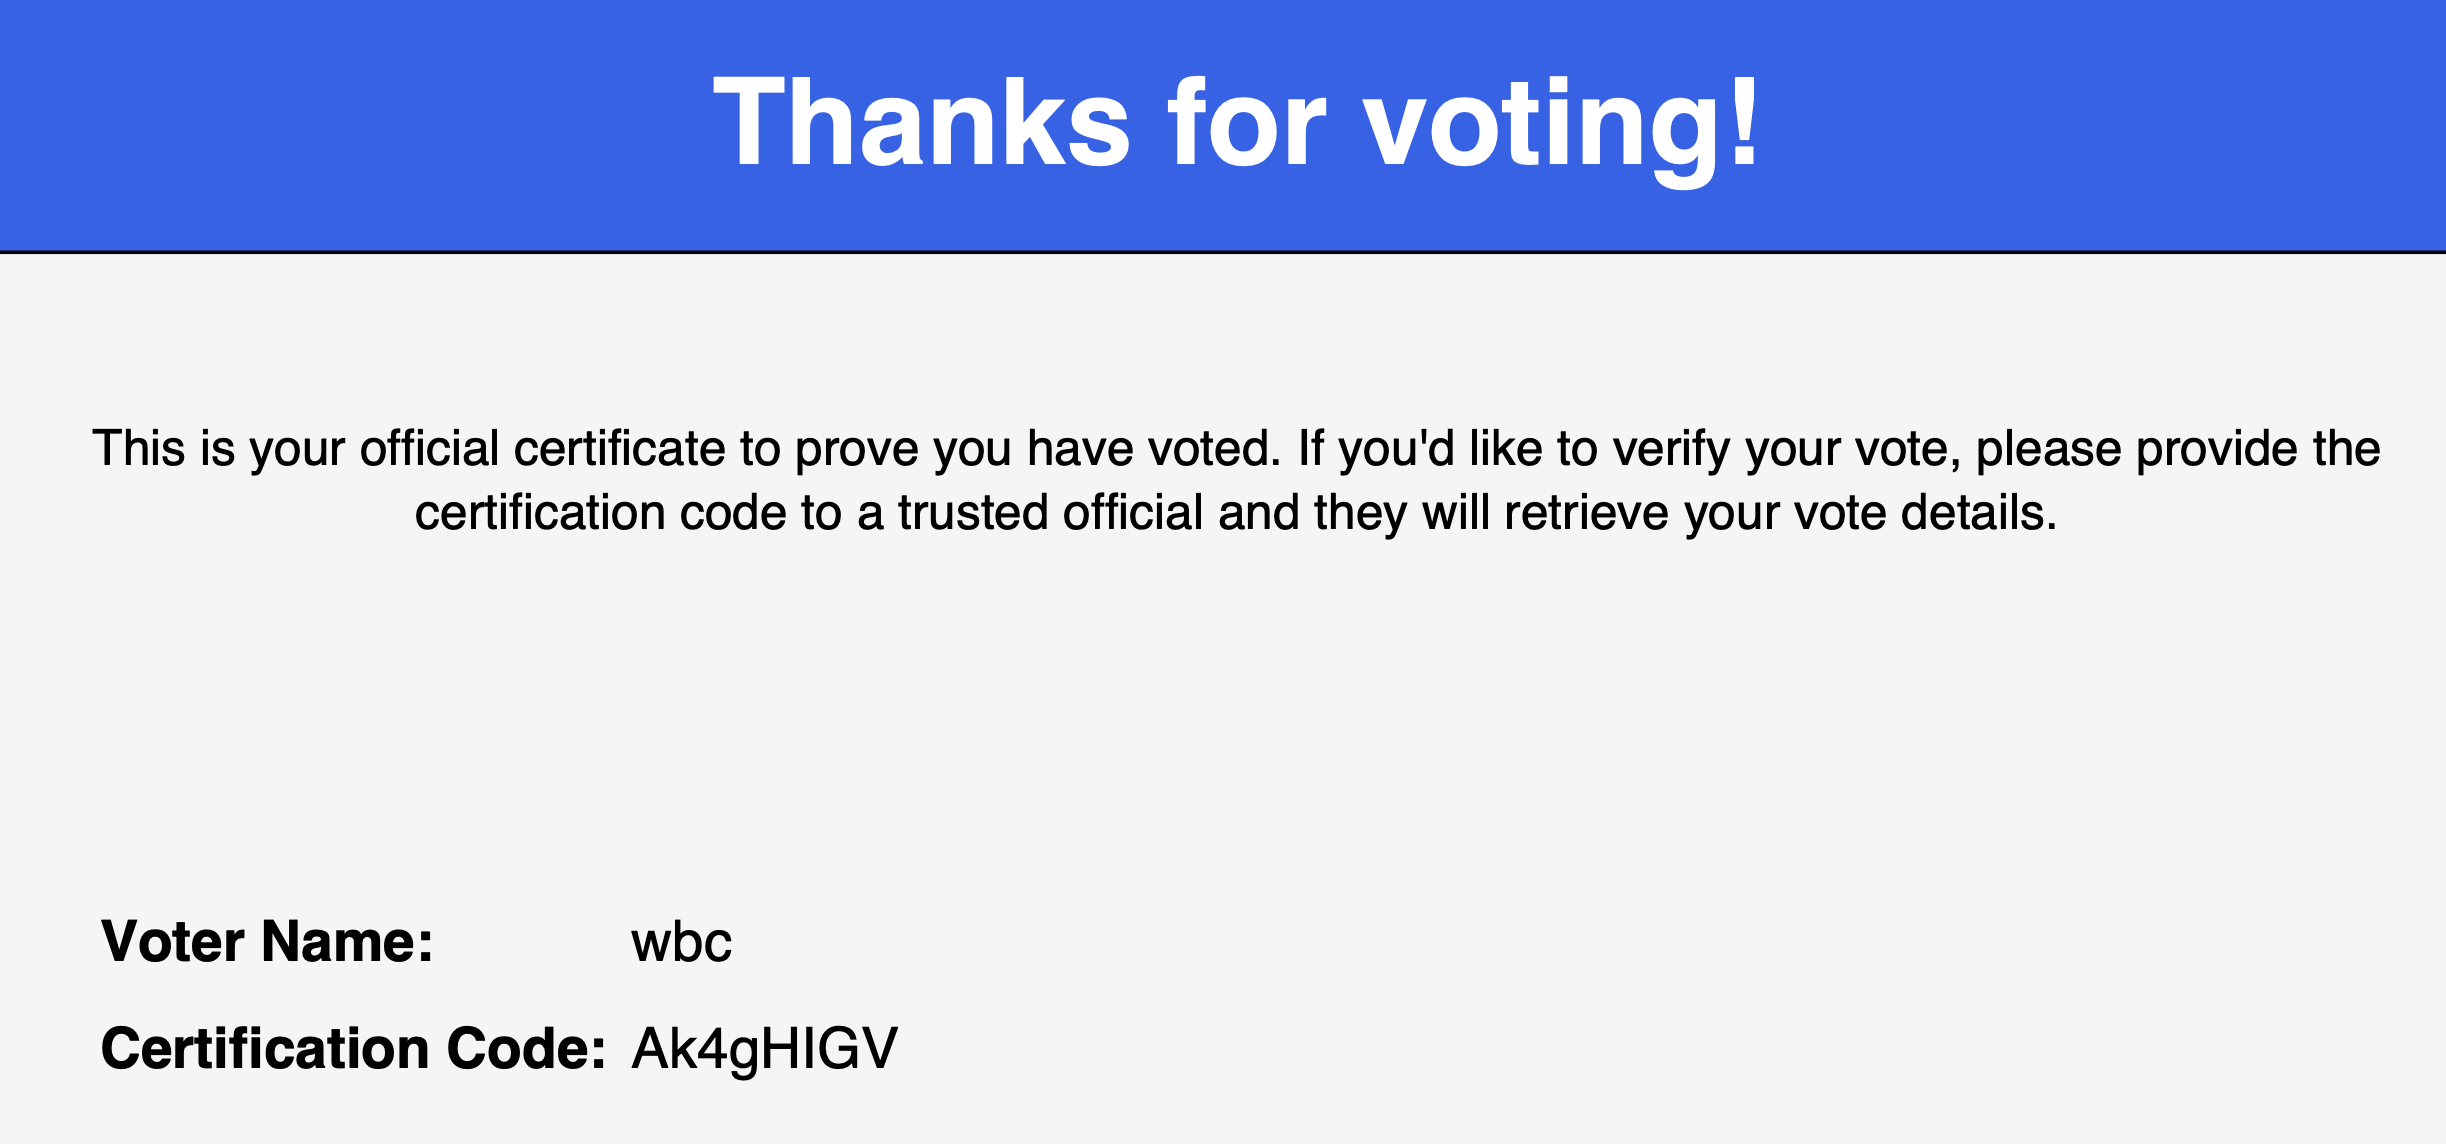 Thanks for voting!
This is your official certificate to prove you have voted. If you'd like to verify your vote, please provide the
certification code to a trusted official and they will retrieve your vote details.
Voter Name: wbc
Certification Code: Ak4gHIGV